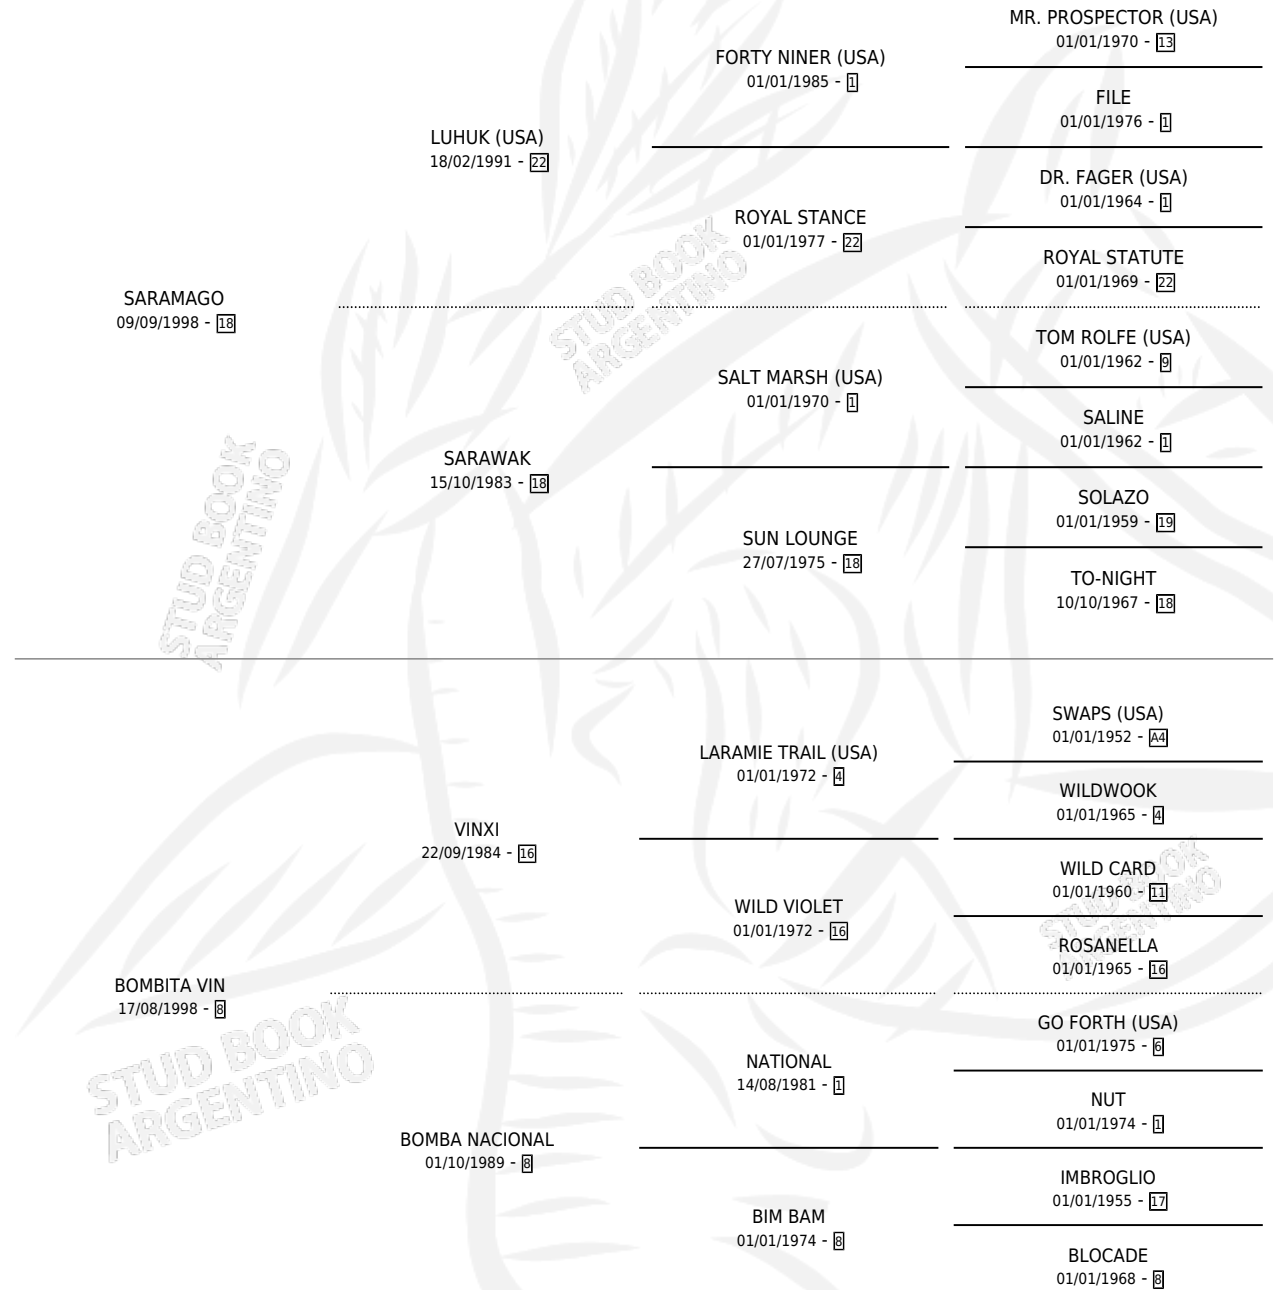 MR. PROSPECTOR (USA)
01/01/1970 - 13
FORTY NINER (USA)
01/01/1985 - 1
FILE
01/01/1976 - 1
LUHUK (USA)
18/02/1991 - 22
DR. FAGER (USA)
01/01/1964 - 1
ROYAL STANCE
01/01/1977 - 22
ROYAL STATUTE
01/01/1969 - 22
SARAMAGO
09/09/1998 - 18
STUD BOOK
ARGENTINO
TOM ROLFE (USA)
01/01/1962 - 9
SALT MARSH (USA)
01/01/1970 - 1
SALINE
01/01/1962 - 1
SARAWAK
15/10/1983 - 18
SOLAZO
01/01/1959 - 19
SUN LOUNGE
27/07/1975 - 18
TO-NIGHT
10/10/1967 - 18
STUD BOOK
ARGENTINO
SWAPS (USA)
01/01/1952 - A4
LARAMIE TRAIL (USA)
01/01/1972 - 4
WILDWOOK
01/01/1965 - 4
VINXI
22/09/1984 - 16
WILD CARD
01/01/1960 - 11
WILD VIOLET
01/01/1972 - 16
ROSANELLA
01/01/1965 - 16
STUD BOOK
ARGENTINO
BOMBITA VIN
17/08/1998 - 8
GO FORTH (USA)
01/01/1975 - 6
NATIONAL
14/08/1981 - 1
NUT
01/01/1974 - 1
STUD BOOK
ARGENTINO
BOMBA NACIONAL
01/10/1989 - 8
IMBROGLIO
01/01/1955 - 17
BIM BAM
01/01/1974 - 8
BLOCADE
01/01/1968 - 8